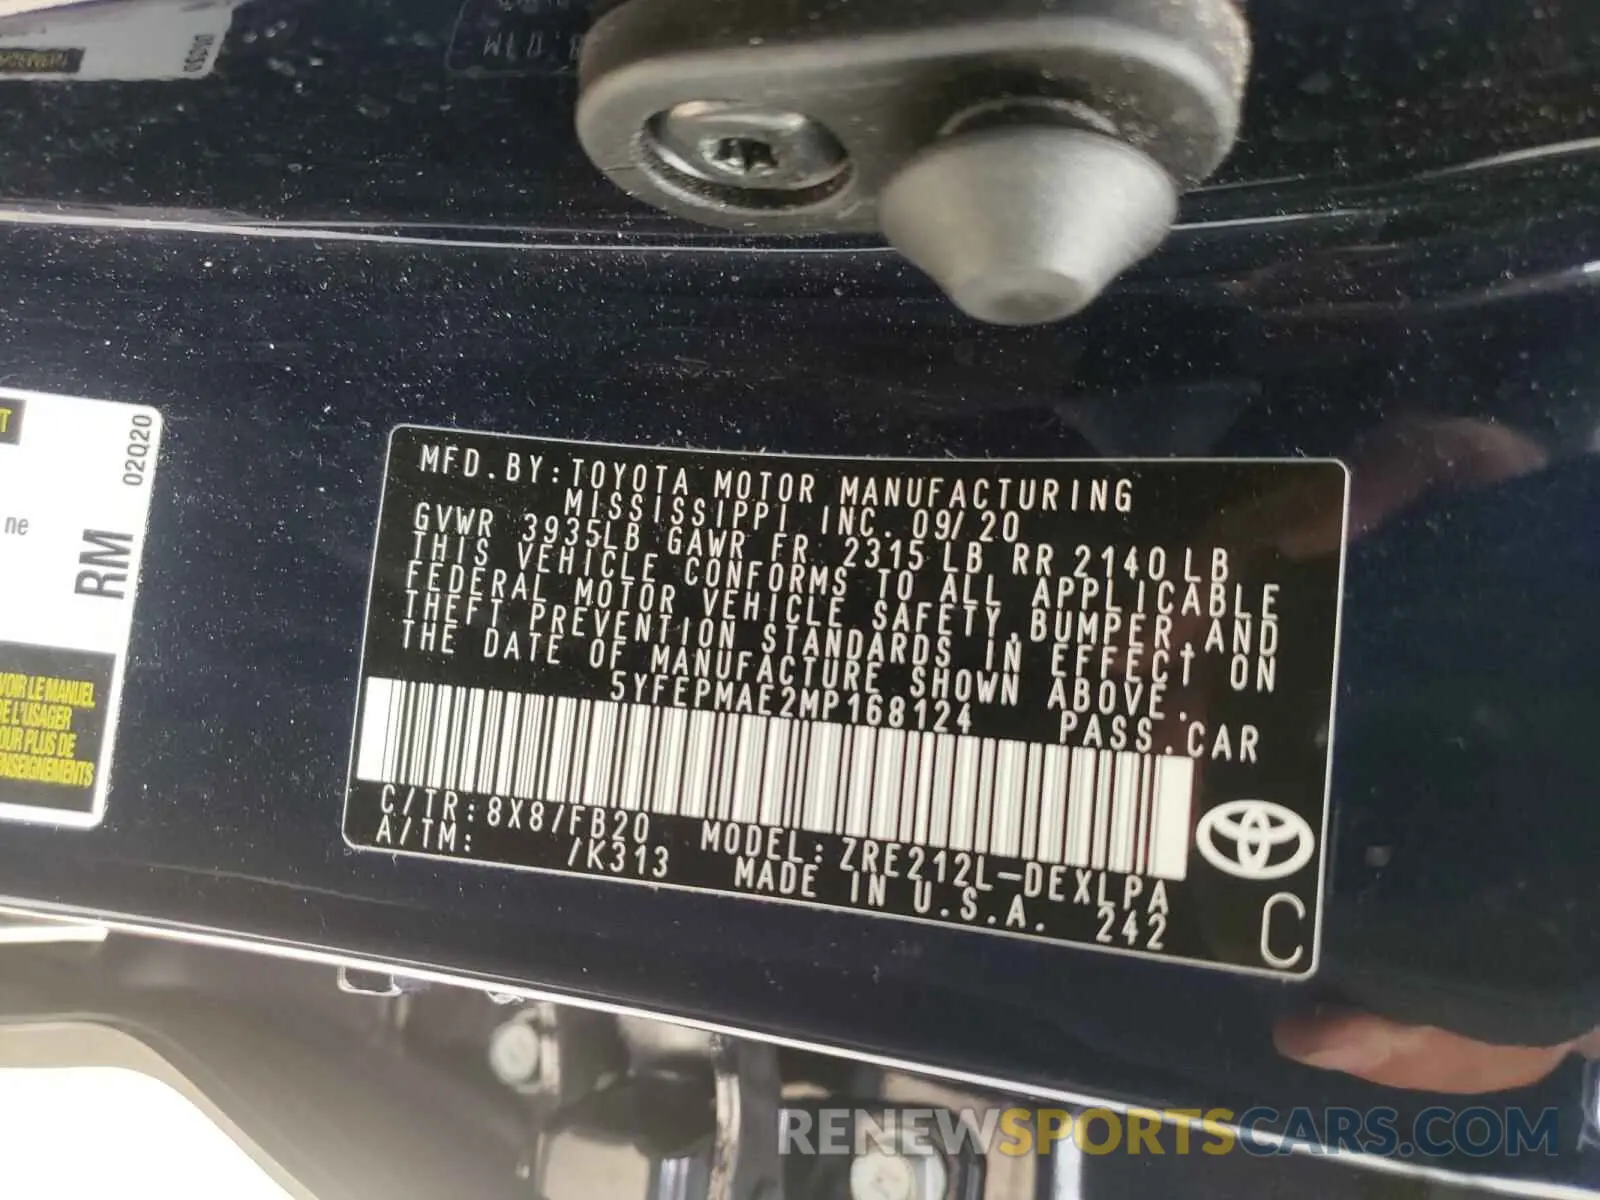 02Q20
ne
RM
VOIR LE MANUEL
DE L'USAGER
POUR PLUS DE
RENSEIGNEMENTS
MFD.BY:TOYOTA MOTOR MANUFACTURING
MISSISSIPPI INC. 09/20
GVWR 3935LB GAWR FR 2315LB RR 2140LB
THIS VEHICLE CONFORMS TO ALL APPLICABLE
FEDERAL MOTOR VEHICLE SAFETY,BUMPER,AND
THEFT PREVENTION STANDARDS IN EFFECT ON
THE DATE OF MANUFACTURE SHOWN ABOVE.
5YFEPMAE2MP168124 PASS.CAR
C/TR:8X8/FB20 MODEL:ZRE212L-DEXLPA
A/TM: /K313 MADE IN U.S.A. 242
C
RENEWSPORTSCARS.COM